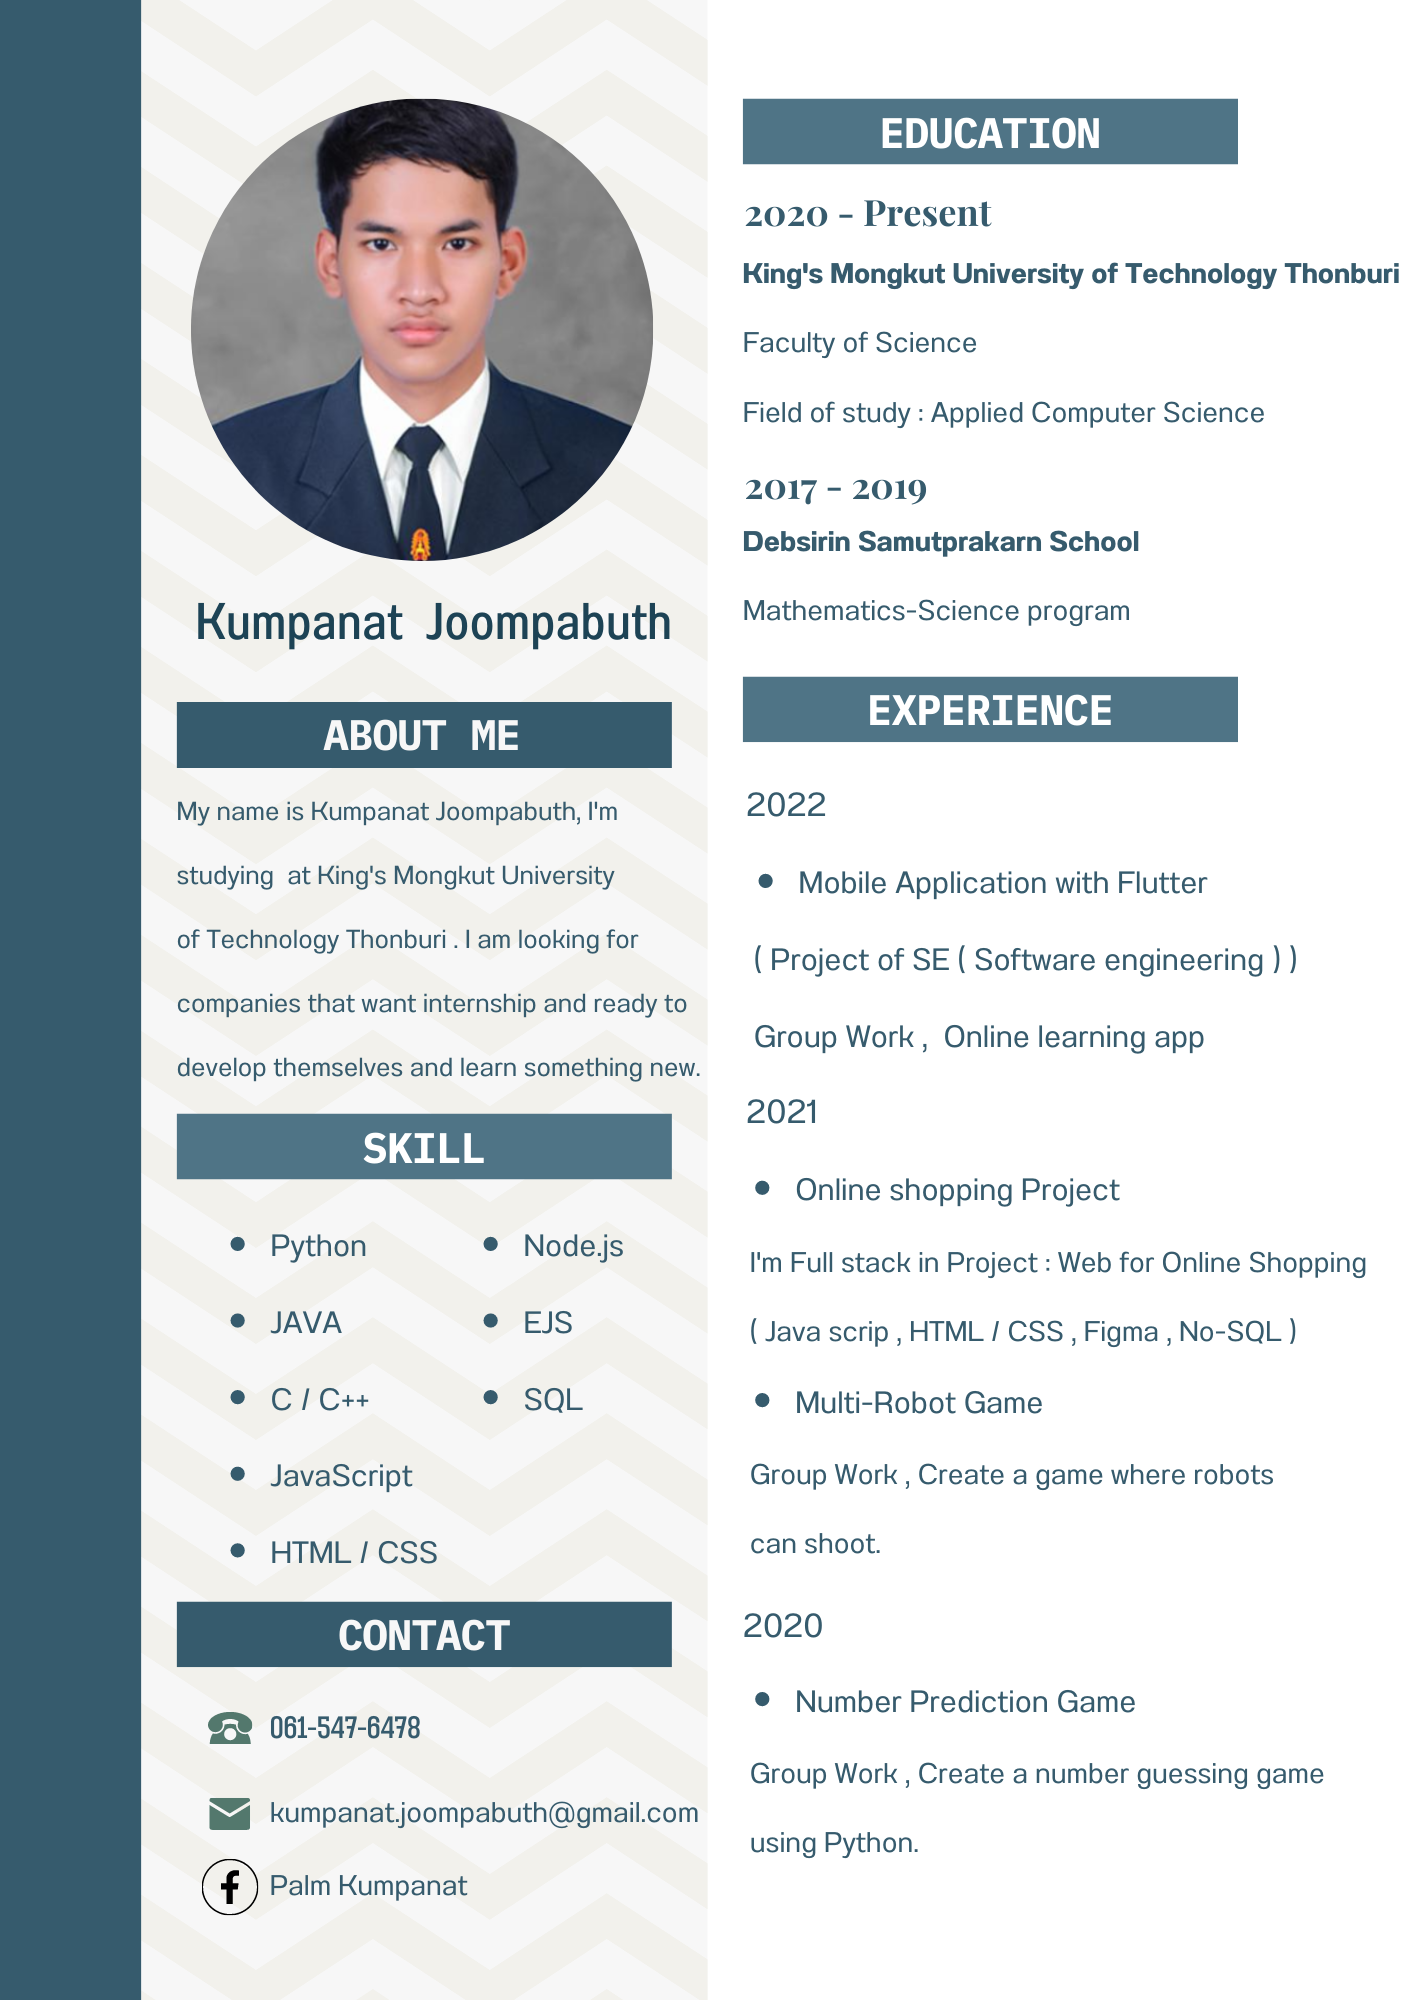 Kumpanat Joompabuth
ABOUT ME
My name is Kumpanat Joompabuth, I'm
studying at King's Mongkut University
of Technology Thonburi . I am looking for
companies that want internship and ready to
develop themselves and learn something new.
SKILL
Python
JAVA
C / C++
JavaScript
HTML / CSS
Node.js
EJS
SQL
CONTACT
061-547-6478
kumpanat.joompabuth@gmail.com
Palm Kumpanat
EDUCATION
2020 - Present
King's Mongkut University of Technology Thonburi
Faculty of Science
Field of study : Applied Computer Science
2017 - 2019
Debsirin Samutprakarn School
Mathematics-Science program
EXPERIENCE
2022
Mobile Application with Flutter
( Project of SE ( Software engineering ) )
Group Work , Online learning app
2021
Online shopping Project
I'm Full stack in Project : Web for Online Shopping
( Java scrip , HTML / CSS , Figma , No-SQL )
Multi-Robot Game
Group Work , Create a game where robots
can shoot.
2020
Number Prediction Game
Group Work , Create a number guessing game
using Python.